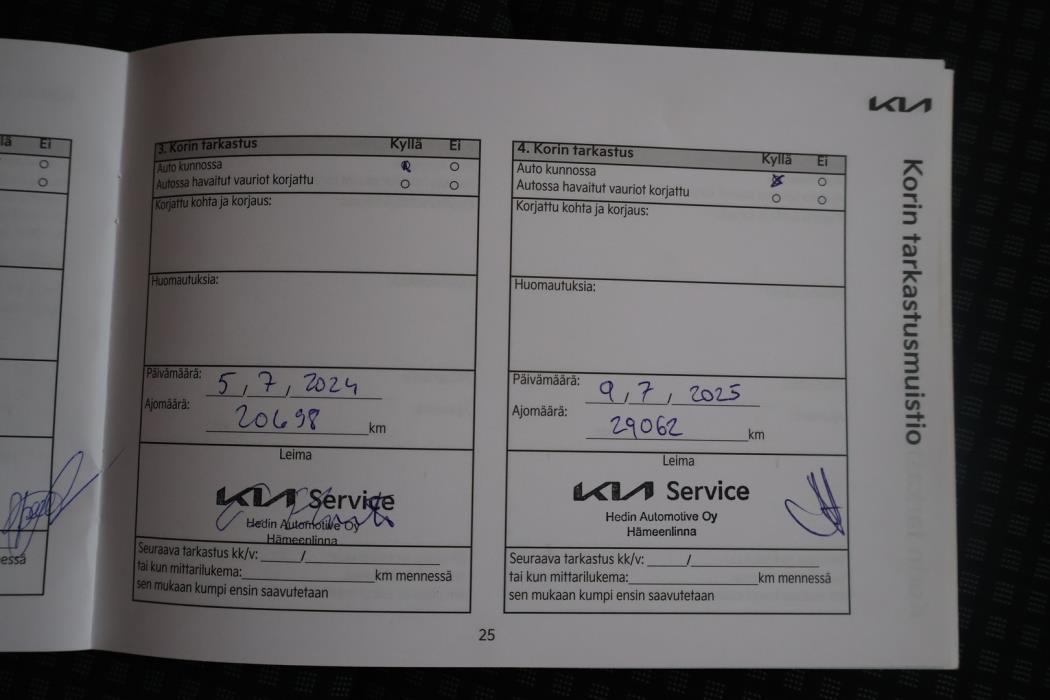 lä Ei
essä
KIA
Korin tarkastusmuistio
3. Korin tarkastus Kyllä Ei
Auto kunnossa
Autossa havaitut vauriot korjattu
Korjattu kohta ja korjaus:
Huomautuksia:
Päivämäärä: 5,7,2024
Ajomäärä: 20698 km
Leima
KIA Service
Hedin Automotive Oy
Hämeenlinna
Seuraava tarkastus kk/v: /
tai kun mittarilukema: km mennessä
sen mukaan kumpi ensin saavutetaan
4. Korin tarkastus Kyllä Ei
Auto kunnossa
Autossa havaitut vauriot korjattu
Korjattu kohta ja korjaus:
Huomautuksia:
Päivämäärä: 9,7,2025
Ajomäärä: 29062 km
Leima
KIA Service
Hedin Automotive Oy
Hämeenlinna
Seuraava tarkastus kk/v: /
tai kun mittarilukema: km mennessä
sen mukaan kumpi ensin saavutetaan
25